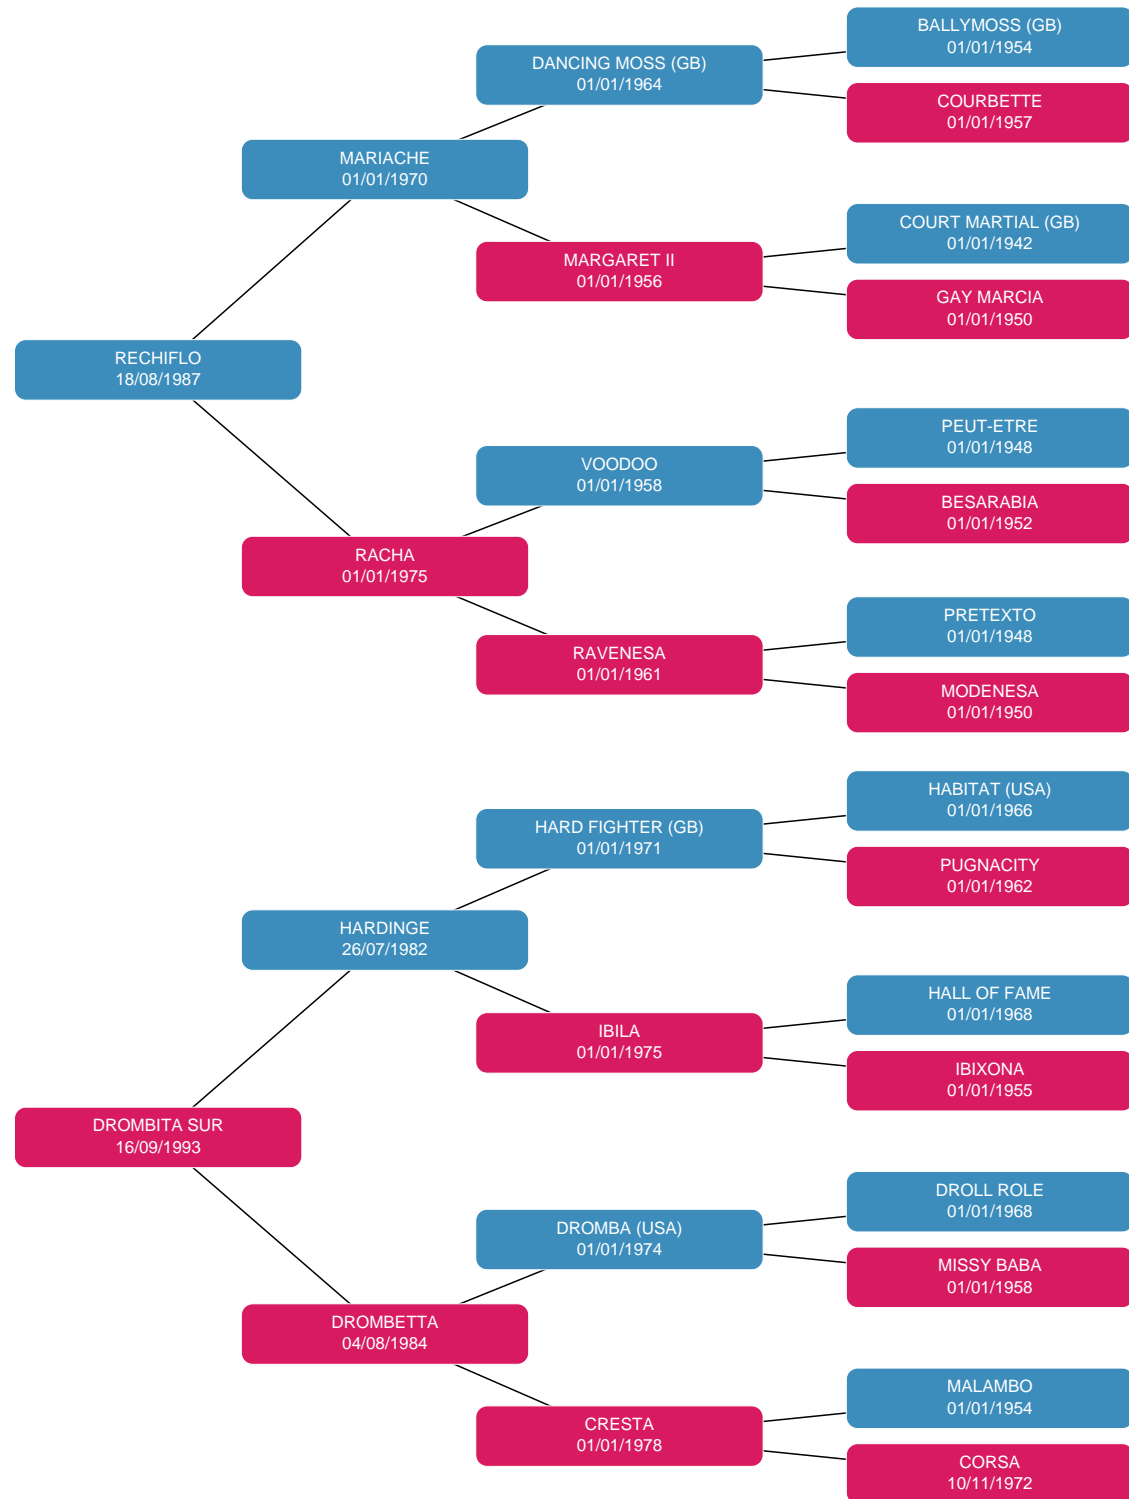 BALLYMOSS (GB)
01/01/1954
DANCING MOSS (GB)
01/01/1964
COURBETTE
01/01/1957
MARIACHE
01/01/1970
COURT MARTIAL (GB)
01/01/1942
MARGARET II
01/01/1956
GAY MARCIA
01/01/1950
RECHIFLO
18/08/1987
PEUT-ETRE
01/01/1948
VOODOO
01/01/1958
BESARABIA
01/01/1952
RACHA
01/01/1975
PRETEXTO
01/01/1948
RAVENESA
01/01/1961
MODENESA
01/01/1950
HABITAT (USA)
01/01/1966
HARD FIGHTER (GB)
01/01/1971
PUGNACITY
01/01/1962
HARDINGE
26/07/1982
HALL OF FAME
01/01/1968
IBILA
01/01/1975
IBIXONA
01/01/1955
DROMBITA SUR
16/09/1993
DROLL ROLE
01/01/1968
DROMBA (USA)
01/01/1974
MISSY BABA
01/01/1958
DROMBETTA
04/08/1984
MALAMBO
01/01/1954
CRESTA
01/01/1978
CORSA
10/11/1972